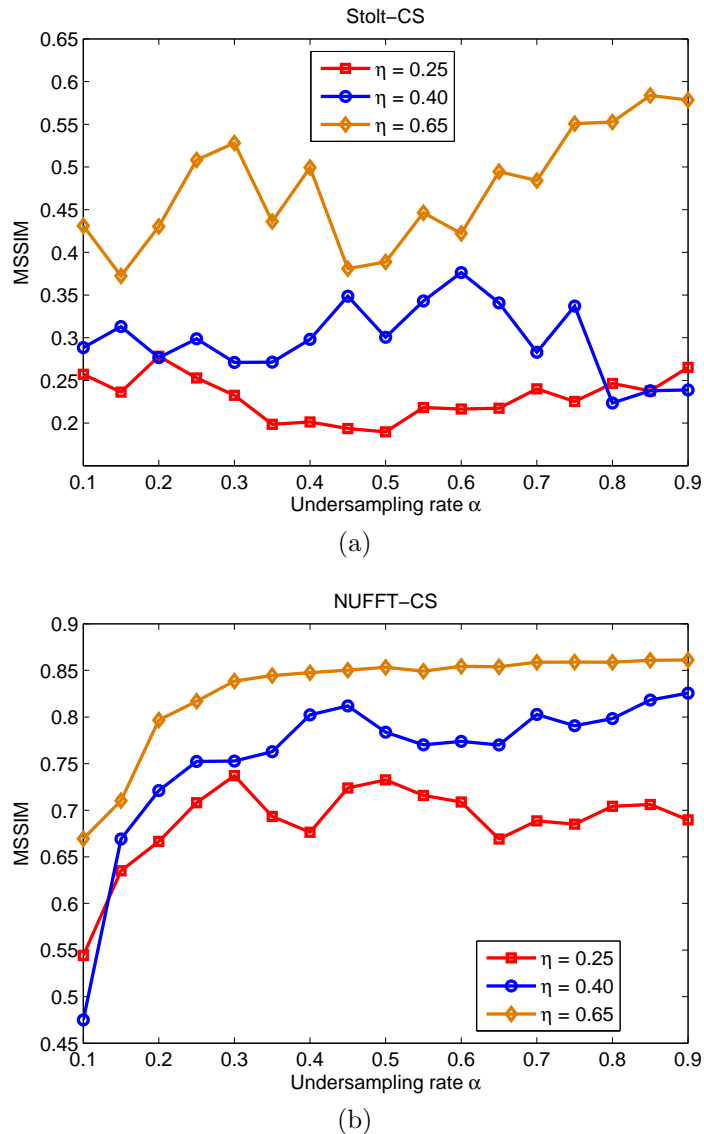 Stolt−CS
0.65
0.6
0.55
0.5
0.45
0.4
0.35
0.3
0.25
0.2
MSSIM
η = 0.25
η = 0.40
η = 0.65
0.1 0.2 0.3 0.4 0.5 0.6 0.7 0.8 0.9
Undersampling rate α
(a)
NUFFT−CS
0.9
0.85
0.8
0.75
0.7
0.65
0.6
0.55
0.5
0.45
MSSIM
η = 0.25
η = 0.40
η = 0.65
0.1 0.2 0.3 0.4 0.5 0.6 0.7 0.8 0.9
Undersampling rate α
(b)